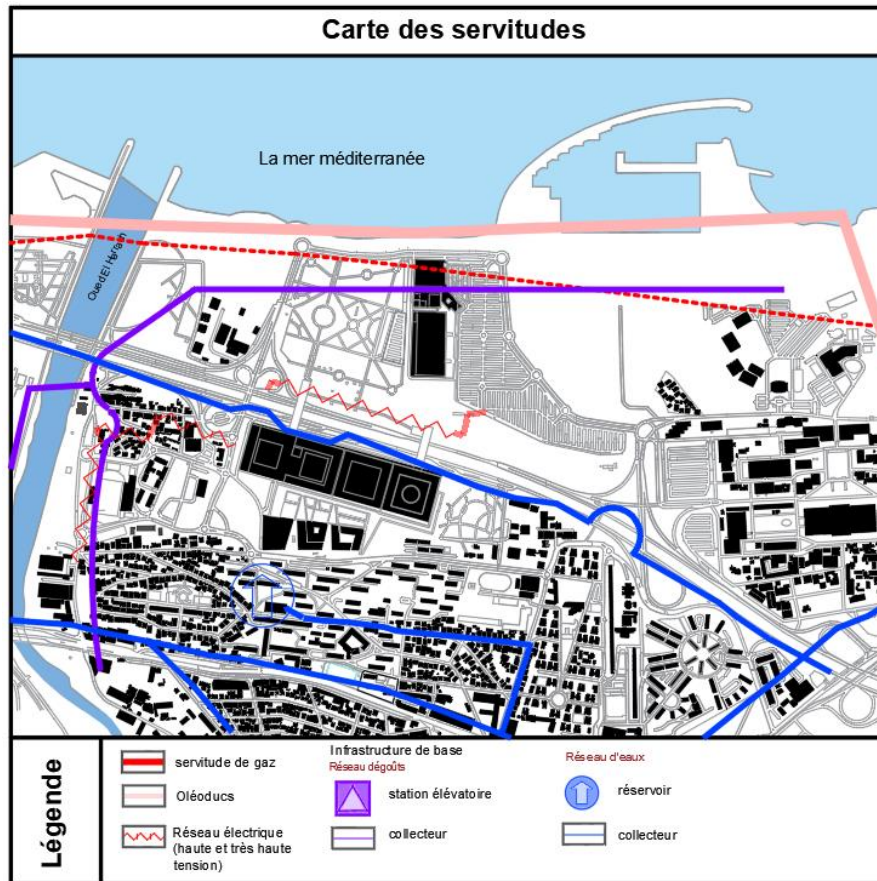 Carte des servitudes
La mer méditerranée
Oued El Harrach
Légende
servitude de gaz
Oléoducs
Réseau électrique
(haute et très haute
tension)
Infrastructure de base
Réseau dégoûts
station élévatoire
collecteur
Réseau d'eaux
réservoir
collecteur